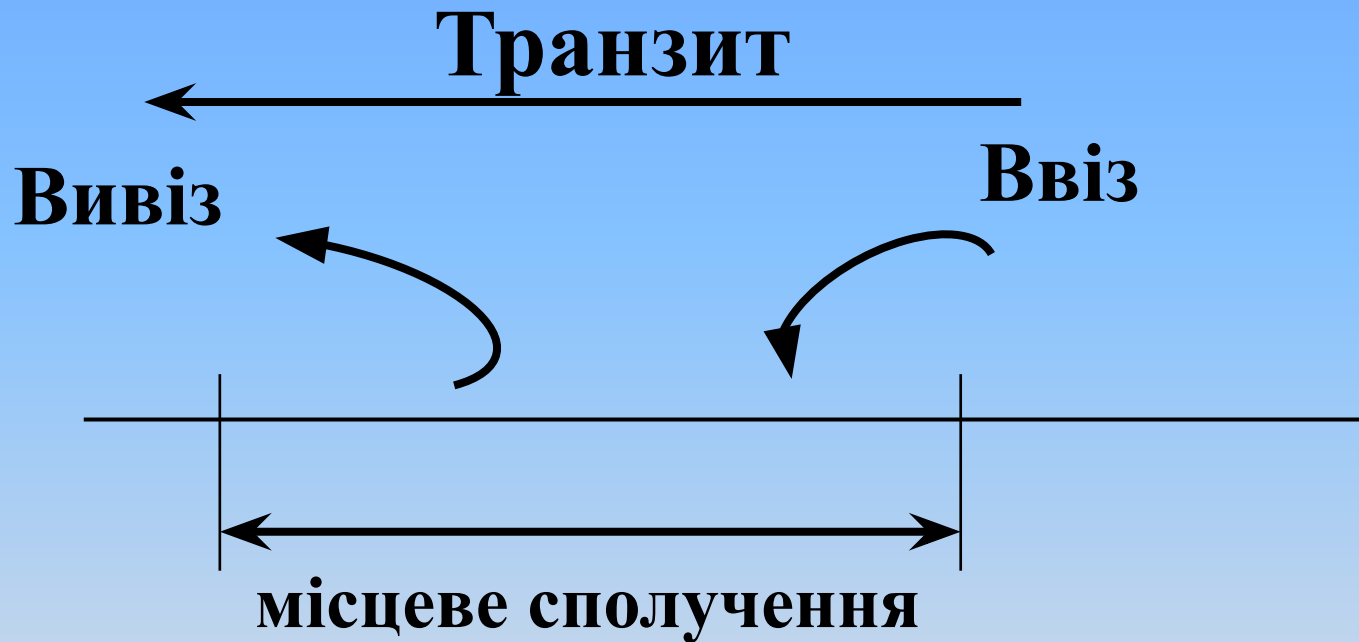 Транзит
Вивіз
Ввіз
місцеве сполучення